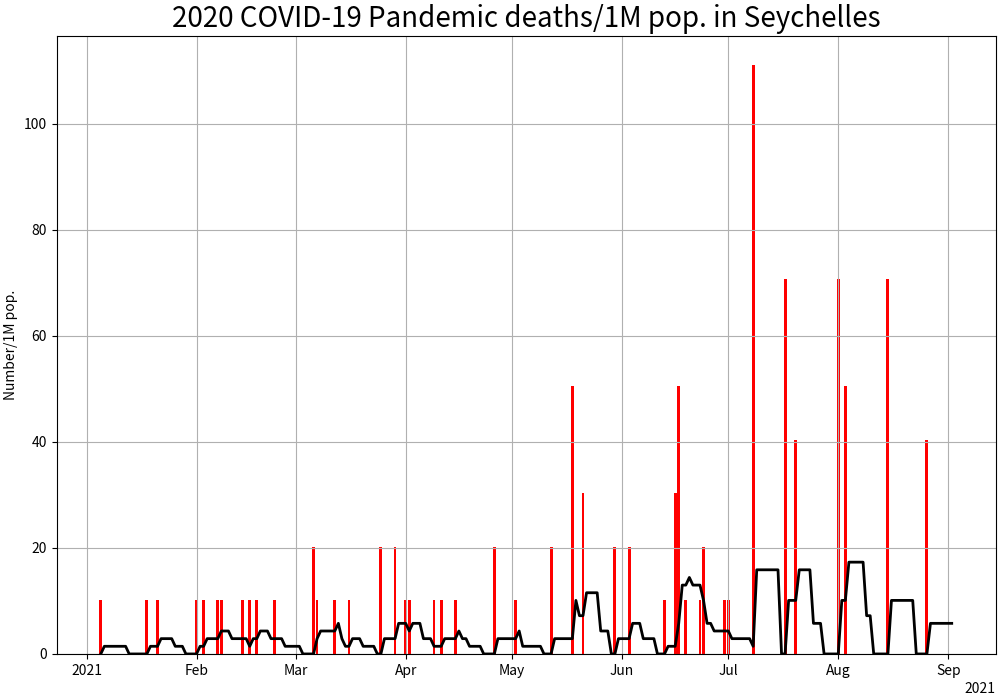 2020 COVID-19 Pandemic deaths/1M pop. in Seychelles
Number/1M pop.
100
80
60
40
20
0
2021 Feb Mar Apr May Jun Jul Aug Sep
2021